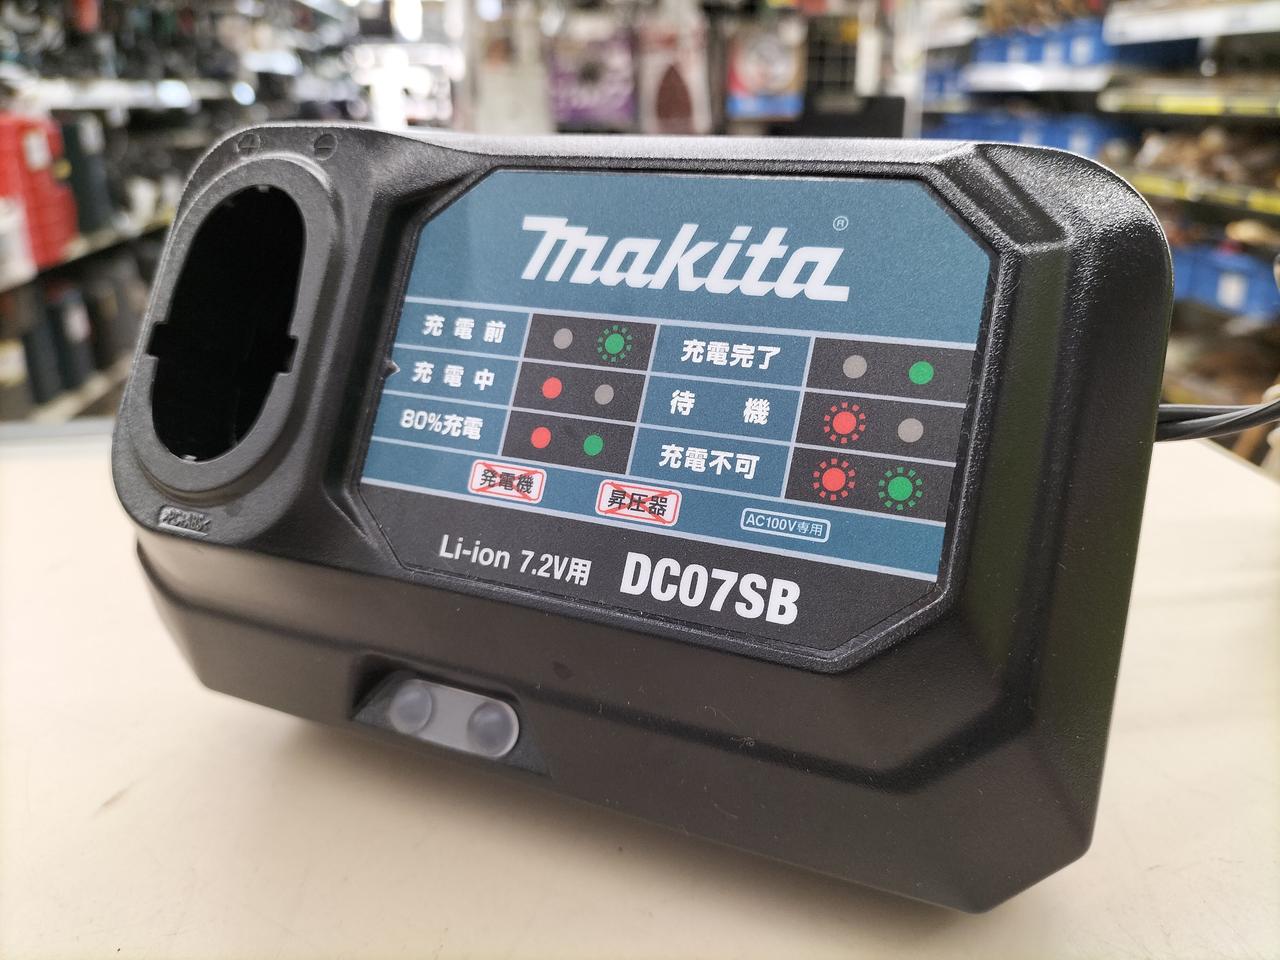 makita®
充電前
充電中
80%充電
充電完了
待機
充電不可
発電機
昇圧器
AC100V専用
Li-ion 7.2V用 DC07SB
>PC+ABS<